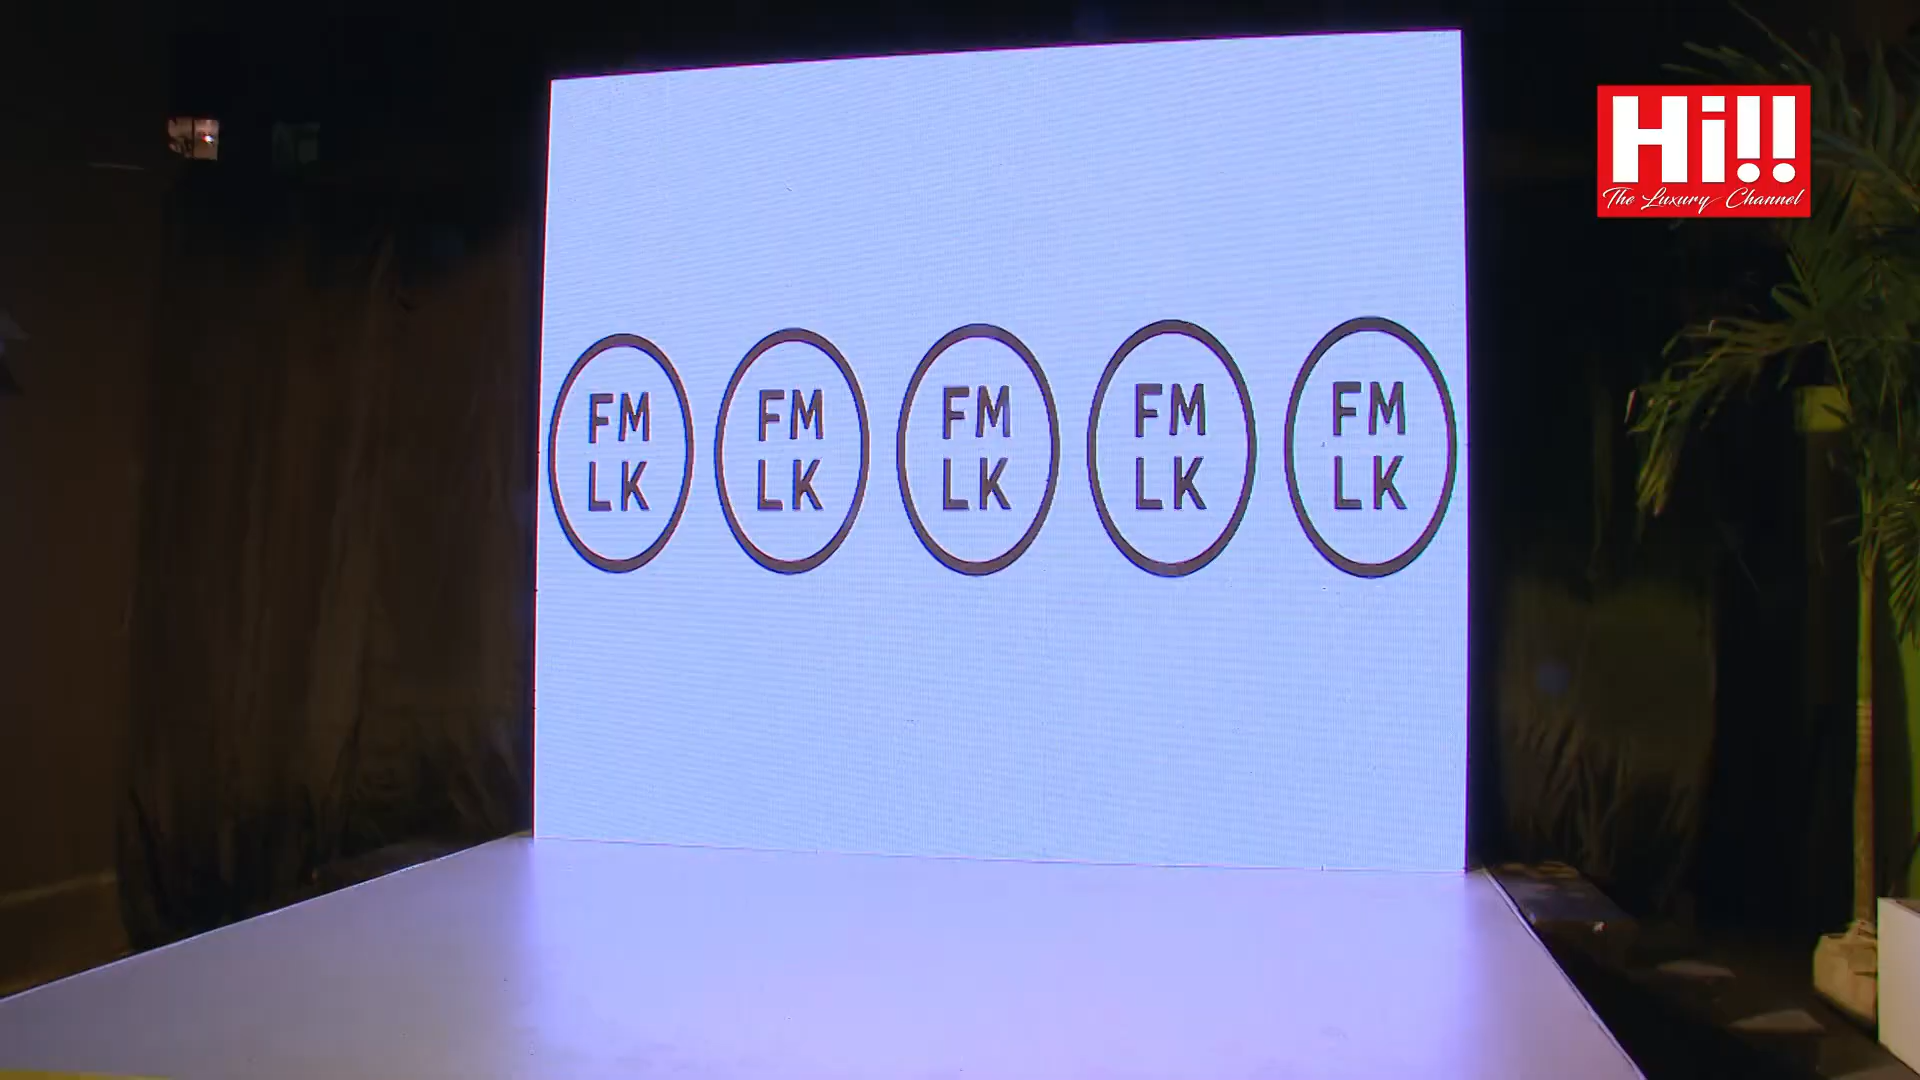 Hi!!
The Luxury Channel
FM FM FM FM FM
LK LK LK LK LK